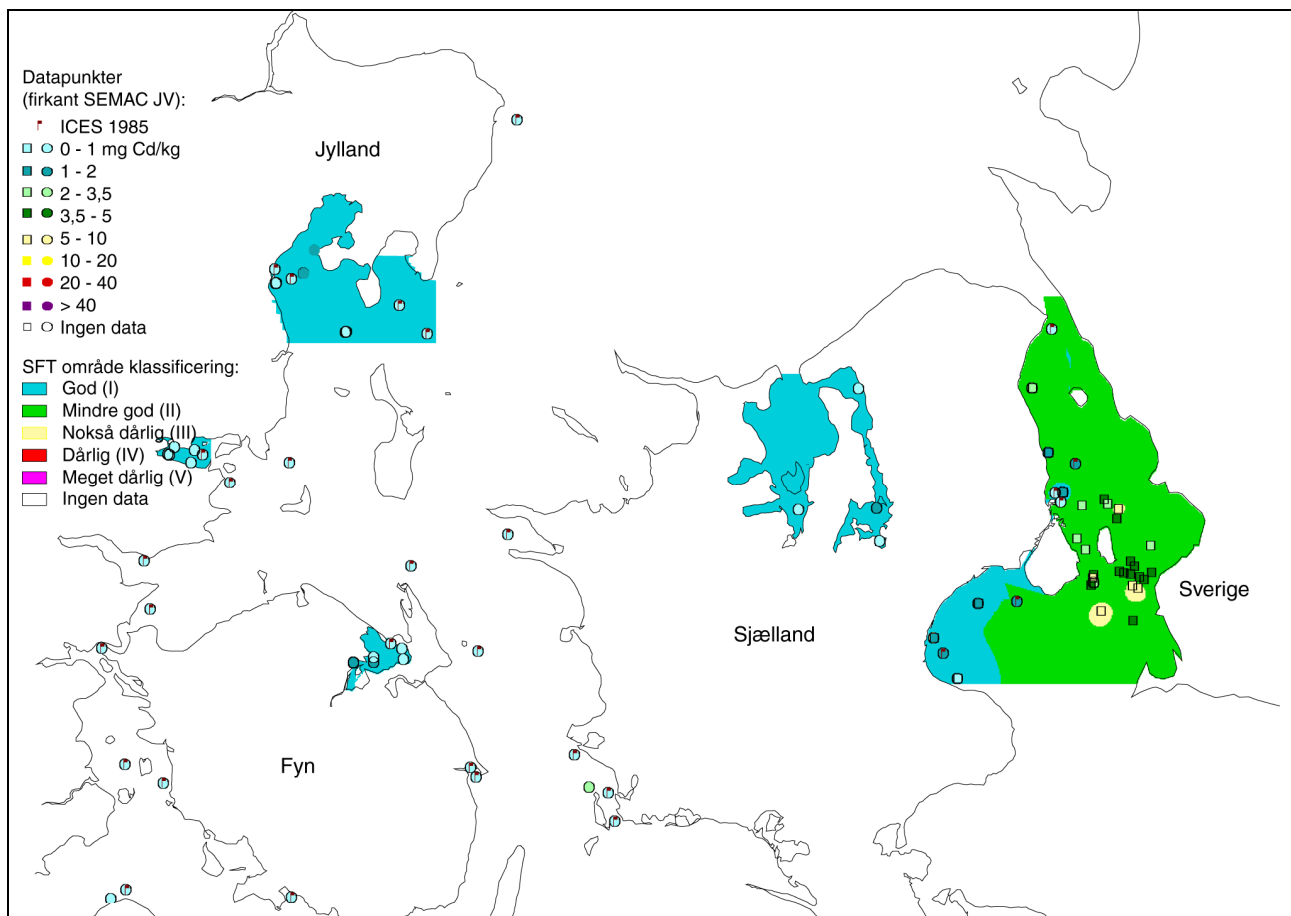 Datapunkter
(firkant SEMAC JV):
ICES 1985
0 - 1 mg Cd/kg
1 - 2
2 - 3,5
3,5 - 5
5 - 10
10 - 20
20 - 40
> 40
Ingen data
SFT område klassificering:
God (I)
Mindre god (II)
Nokså dårlig (III)
Dårlig (IV)
Meget dårlig (V)
Ingen data
Jylland
Sverige
Sjælland
Fyn